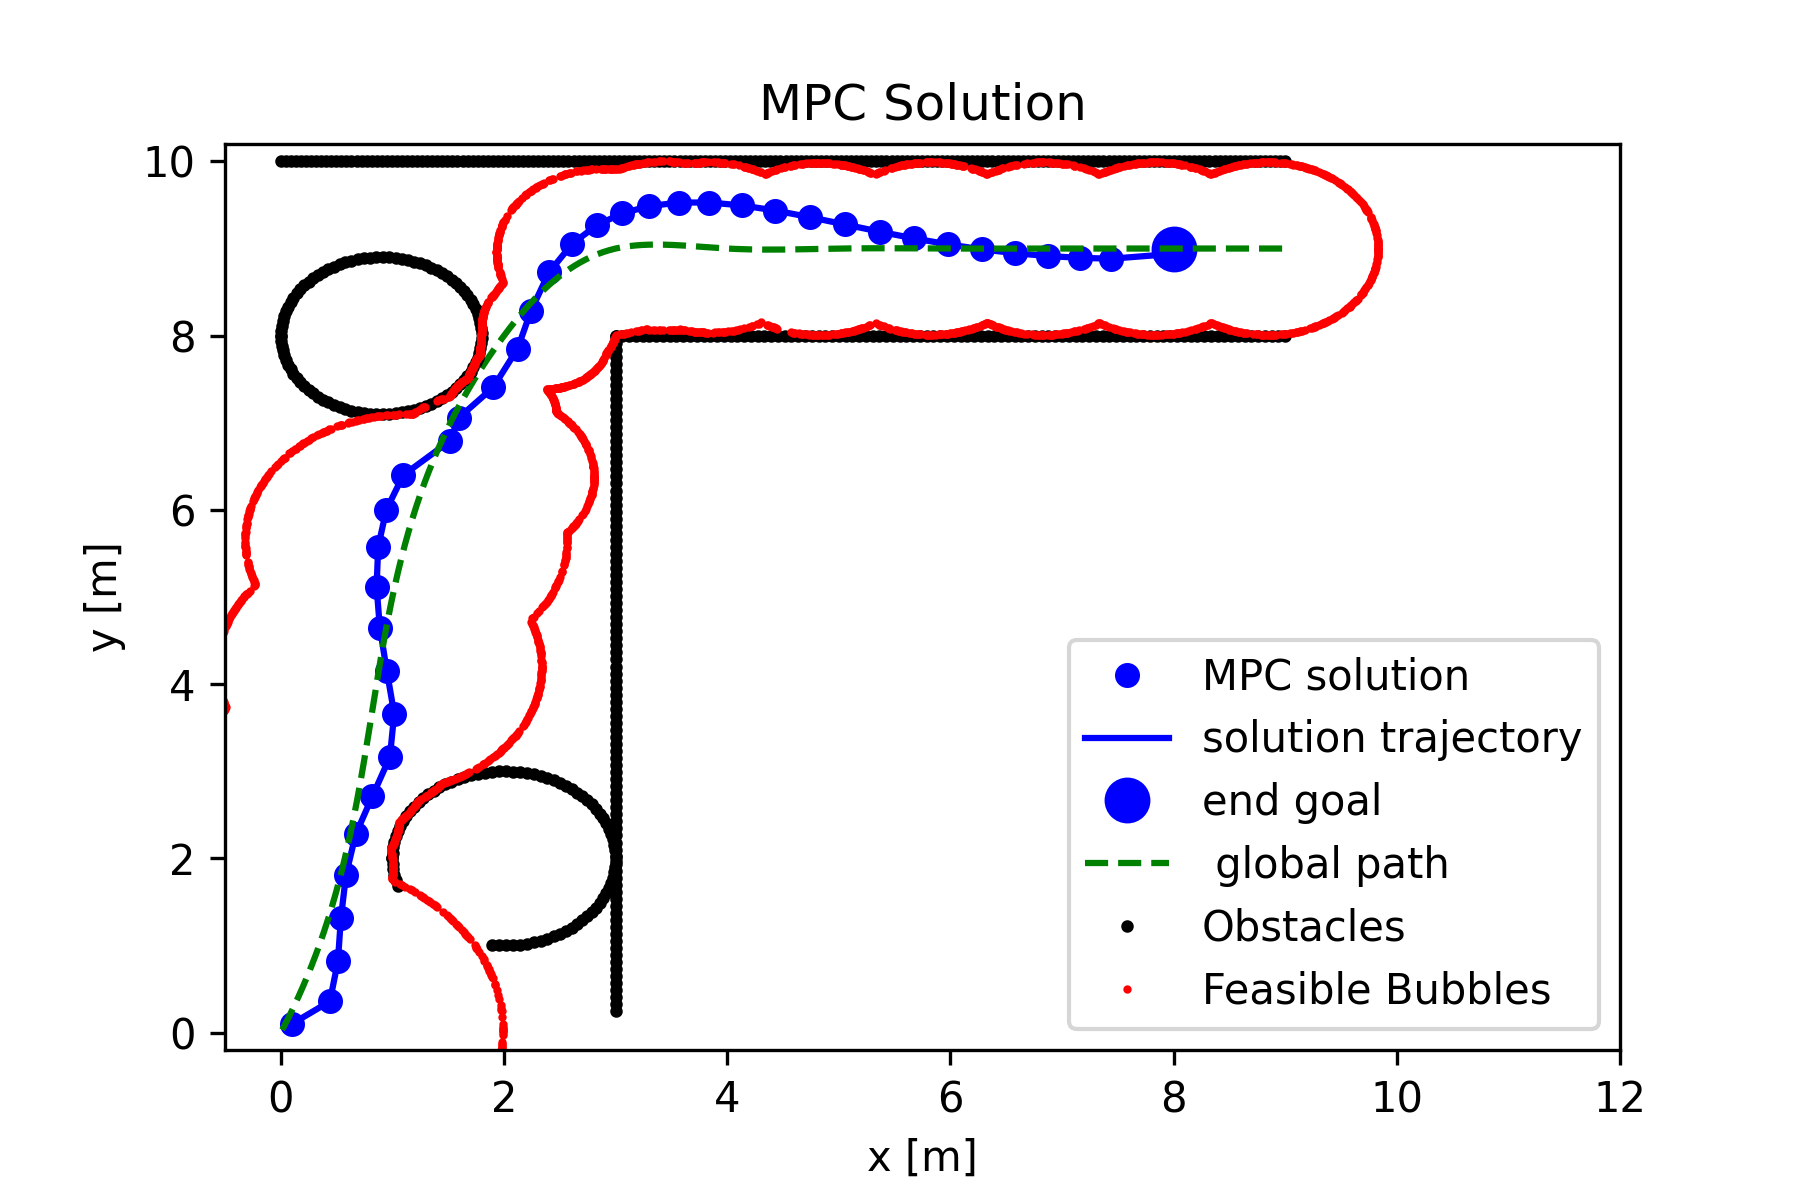 MPC Solution
10
8
6
4
2
0
y [m]
0 2 4 6 8 10 12
x [m]
MPC solution
solution trajectory
end goal
global path
Obstacles
Feasible Bubbles